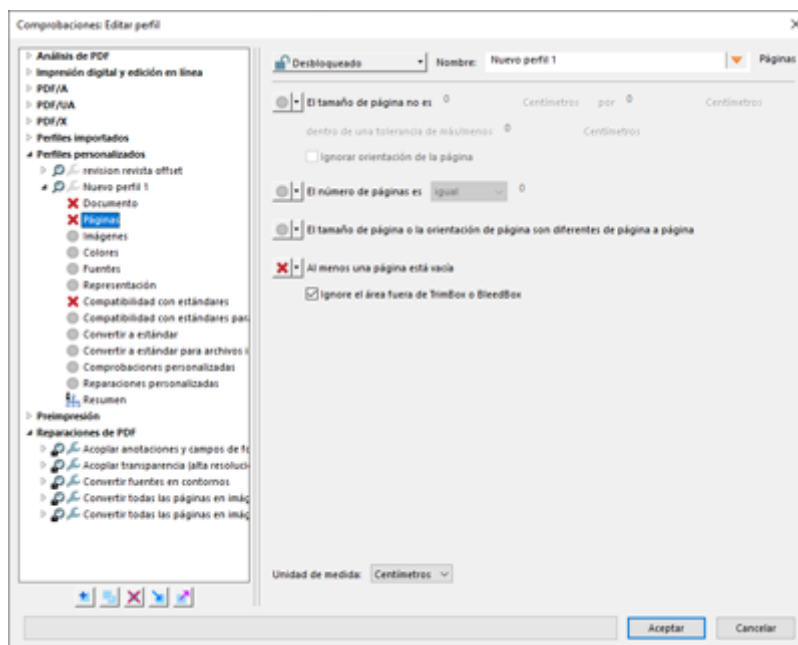 Comprobaciones: Editar perfil
Análisis de PDF
Impresión digital y edición en línea
PDF/A
PDF/UA
PDF/X
Perfiles importados
Perfiles personalizados
revision revista offset
Nuevo perfil 1
Documento
Páginas
Imágenes
Colores
Fuentes
Representación
Compatibilidad con estándares
Compatibilidad con estándares par
Convertir a estándar
Convertir a estándar para archivos i
Comprobaciones personalizadas
Reparaciones personalizadas
Resumen
Preimpresión
Reparaciones de PDF
Acoplar anotaciones y campos de fo
Acoplar transparencia (alta resoluci
Convertir fuentes en contornos
Convertir todas las páginas en imág
Convertir todas las páginas en imág
Desbloqueado Nombre: Nuevo perfil 1 Páginas
El tamaño de página no es 0 Centímetros por 0 Centímetros
dentro de una tolerancia de más/menos 0 Centímetros
Ignorar orientación de la página
El número de páginas es igual 0
El tamaño de página o la orientación de página son diferentes de página a página
Al menos una página está vacía
Ignore el área fuera de TrimBox o BleedBox
Unidad de medida: Centímetros
Aceptar Cancelar